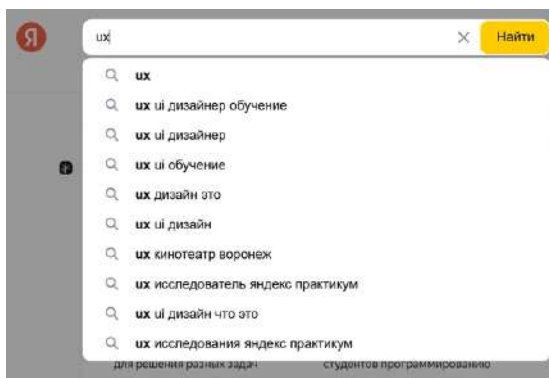 Я
ux
Найти
ux
ux ui дизайнер обучение
ux ui дизайнер
ux ui обучение
ux дизайн это
ux ui дизайн
ux кинотеатр воронеж
ux исследователь яндекс практикум
ux ui дизайн что это
ux исследования яндекс практикум
для решения разных задач
студентов программированию